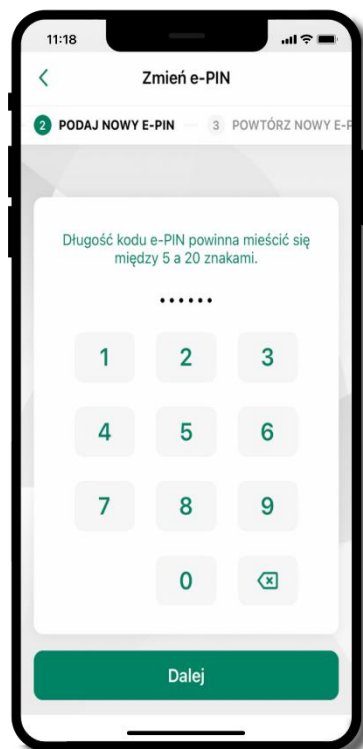 11:18
Zmień e-PIN
2 PODAJ NOWY E-PIN 3 POWTÓRZ NOWY E-P
Długość kodu e-PIN powinna mieścić się
między 5 a 20 znakami.
••••••
1 2 3
4 5 6
7 8 9
0
Dalej